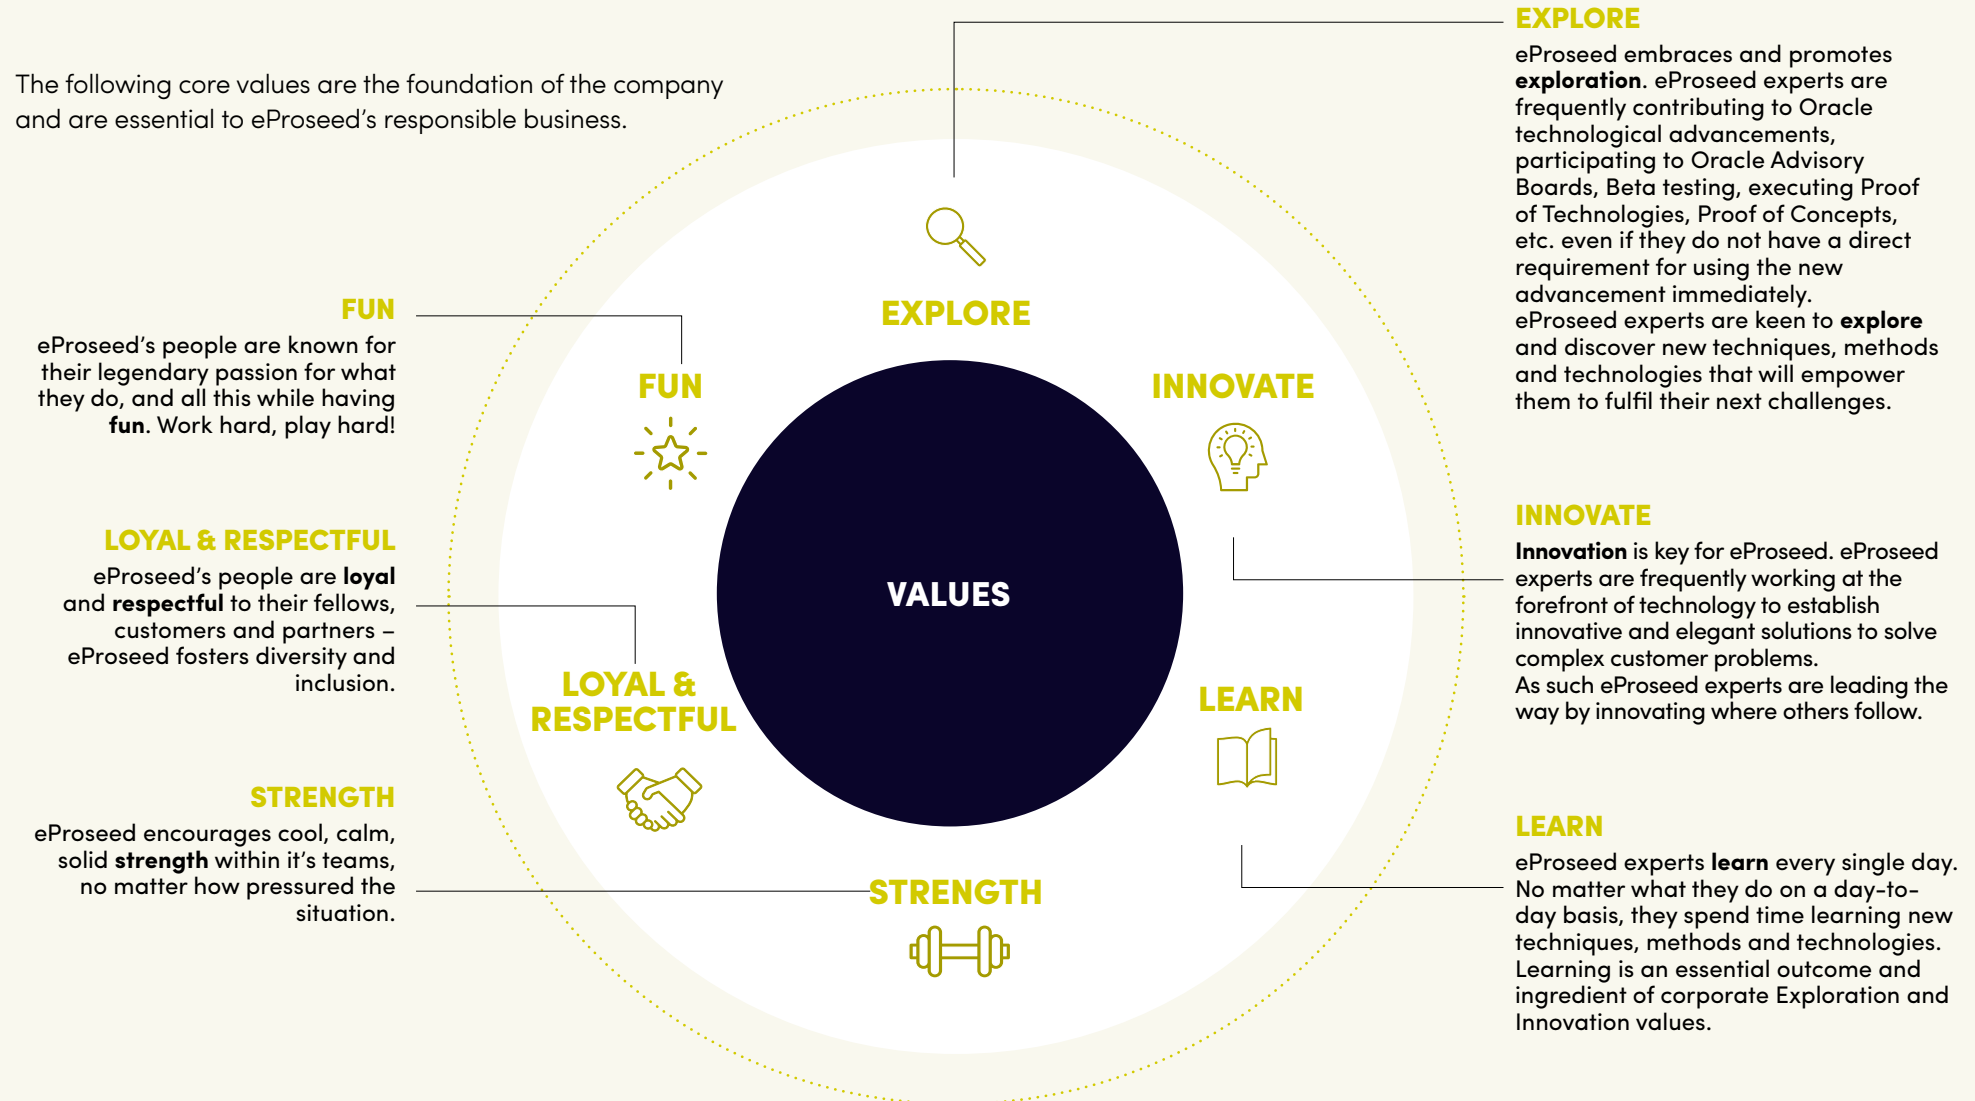 The following core values are the foundation of the company
and are essential to eProseed’s responsible business.
EXPLORE
eProseed embraces and promotes
exploration. eProseed experts are
frequently contributing to Oracle
technological advancements,
participating to Oracle Advisory
Boards, Beta testing, executing Proof
of Technologies, Proof of Concepts,
etc. even if they do not have a direct
requirement for using the new
advancement immediately.
eProseed experts are keen to explore
and discover new techniques, methods
and technologies that will empower
them to fulfil their next challenges.
INNOVATE
Innovation is key for eProseed. eProseed
experts are frequently working at the
forefront of technology to establish
innovative and elegant solutions to solve
complex customer problems.
As such eProseed experts are leading the
way by innovating where others follow.
LEARN
eProseed experts learn every single day.
No matter what they do on a day-to-
day basis, they spend time learning new
techniques, methods and technologies.
Learning is an essential outcome and
ingredient of corporate Exploration and
Innovation values.
FUN
eProseed’s people are known for
their legendary passion for what
they do, and all this while having
fun. Work hard, play hard!
LOYAL & RESPECTFUL
eProseed’s people are loyal
and respectful to their fellows,
customers and partners –
eProseed fosters diversity and
inclusion.
STRENGTH
eProseed encourages cool, calm,
solid strength within it’s teams,
no matter how pressured the
situation.
EXPLORE
FUN
INNOVATE
VALUES
LOYAL &
RESPECTFUL
LEARN
STRENGTH